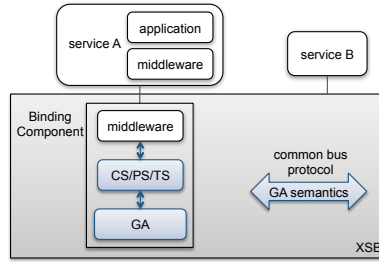 application
service A
middleware
service B
Binding
Component
middleware
CS/PS/TS
GA
common bus
protocol
GA semantics
XSB